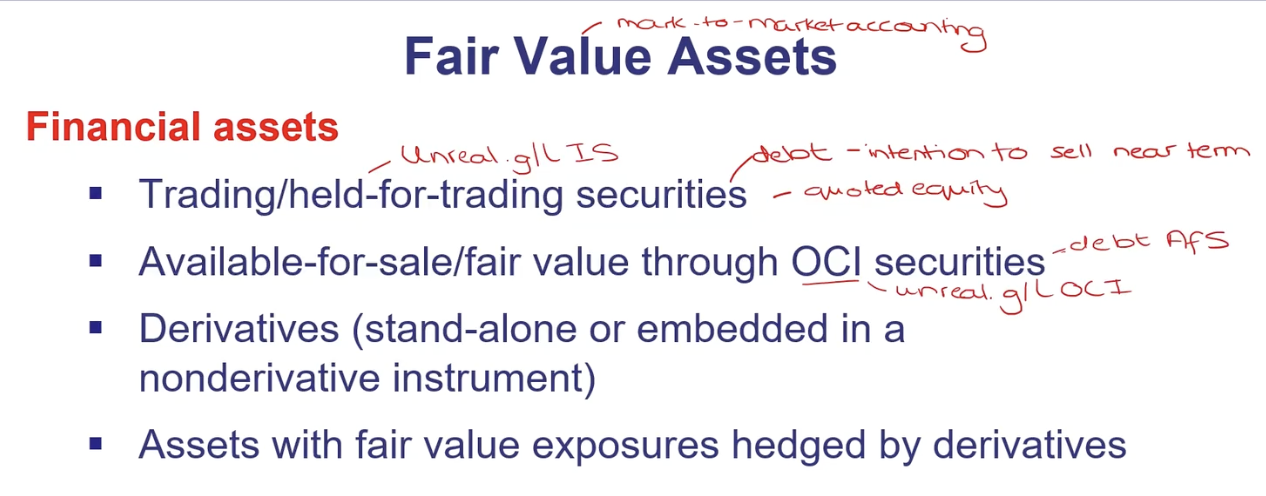 mark-to-market accounting
Fair Value Assets
Financial assets
Unreal. g/L IS
debt - intention to sell near term
▪ Trading/held-for-trading securities - quoted equity
▪ Available-for-sale/fair value through OCI securities - debt AFS
unreal. g/L OCI
▪ Derivatives (stand-alone or embedded in a
nonderivative instrument)
▪ Assets with fair value exposures hedged by derivatives